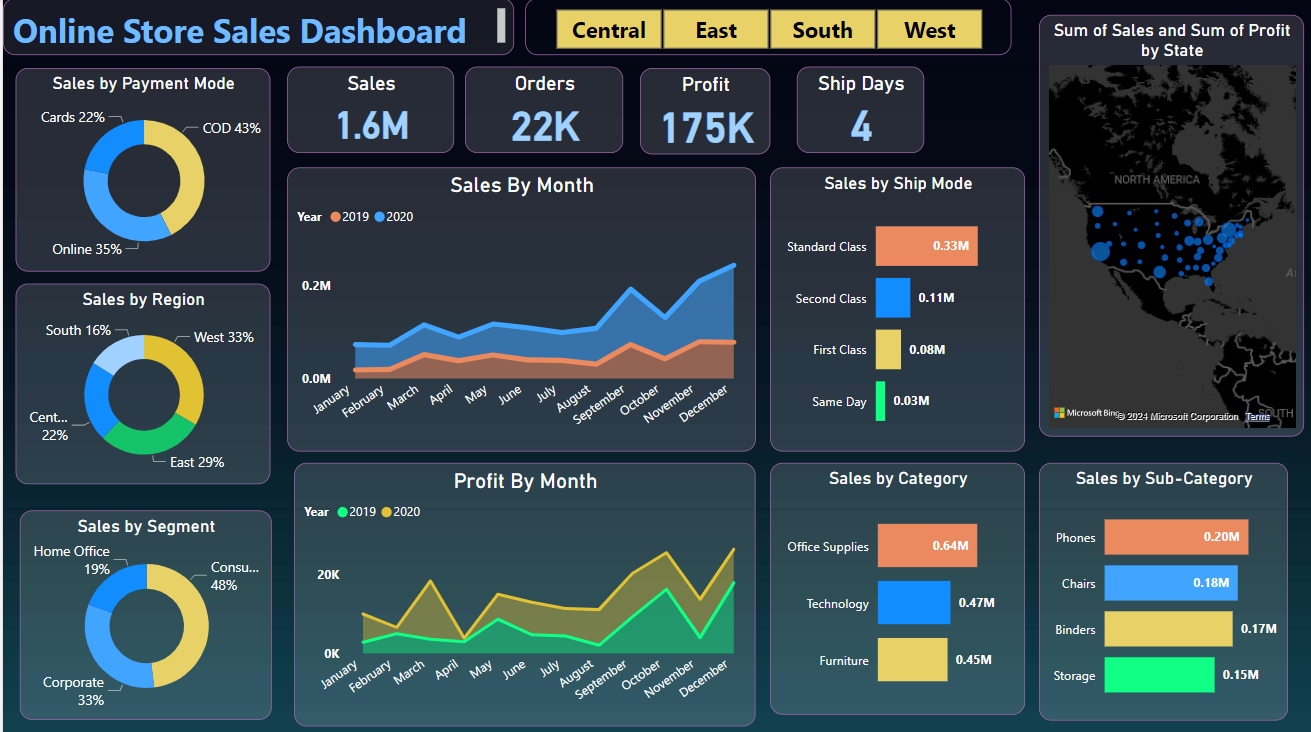 Online Store Sales Dashboard
Central East South West
Sum of Sales and Sum of Profit
by State
Sales by Payment Mode
Cards 22%
COD 43%
Online 35%
Sales
1.6M
Orders
22K
Profit
175K
Ship Days
4
Sales By Month
Year 2019 2020
0.2M
0.0M
January
February
March
April
May
June
July
August
September
October
November
December
Sales by Ship Mode
Standard Class 0.33M
Second Class 0.11M
First Class 0.08M
Same Day 0.03M
NORTH AMERICA
A
SOUTH
Microsoft Bing
© 2024 Microsoft Corporation Terms
Sales by Region
South 16%
West 33%
Cent...
22%
East 29%
Sales by Segment
Home Office
19%
Consu...
48%
Corporate
33%
Profit By Month
Year 2019 2020
20K
0K
January
February
March
April
May
June
July
August
September
October
November
December
Sales by Category
Office Supplies 0.64M
Technology 0.47M
Furniture 0.45M
Sales by Sub-Category
Phones 0.20M
Chairs 0.18M
Binders 0.17M
Storage 0.15M